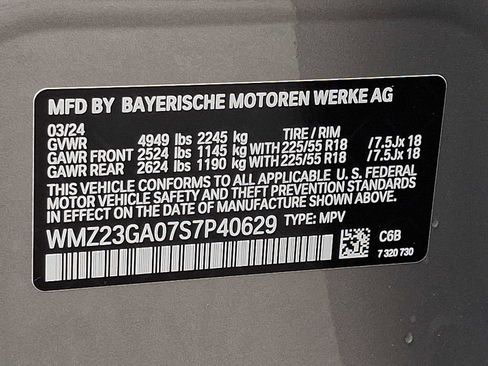 MFD BY BAYERISCHE MOTOREN WERKE AG
03/24
GVWR 4949 lbs 2245 kg TIRE / RIM
GAWR FRONT 2524 lbs 1145 kg WITH 225/55 R18 /7.5Jx 18
GAWR REAR 2624 lbs 1190 kg WITH 225/55 R18 /7.5Jx 18
THIS VEHICLE CONFORMS TO ALL APPLICABLE U. S. FEDERAL
MOTOR VEHICLE SAFETY, BUMPER, AND THEFT PREVENTION
STANDARDS IN EFFECT ON THE DATE OF MANUFACTURE SHOWN ABOVE.
WMZ23GA07S7P40629 TYPE: MPV
C6B
7 320 730